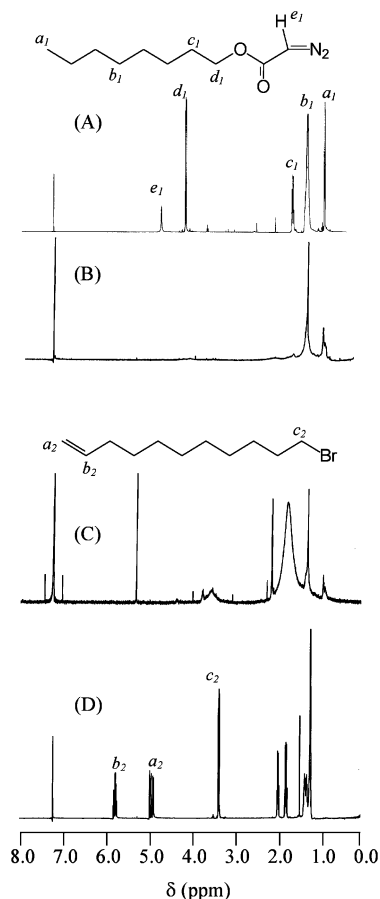 H e₁
a₁ c₁ O N₂
b₁ d₁ O
d₁ b₁ a₁
(A)
c₁
e₁
(B)
a₂ c₂
b₂ Br
(C)
c₂
(D)
b₂ a₂
8.0 7.0 6.0 5.0 4.0 3.0 2.0 1.0 0.0
δ (ppm)